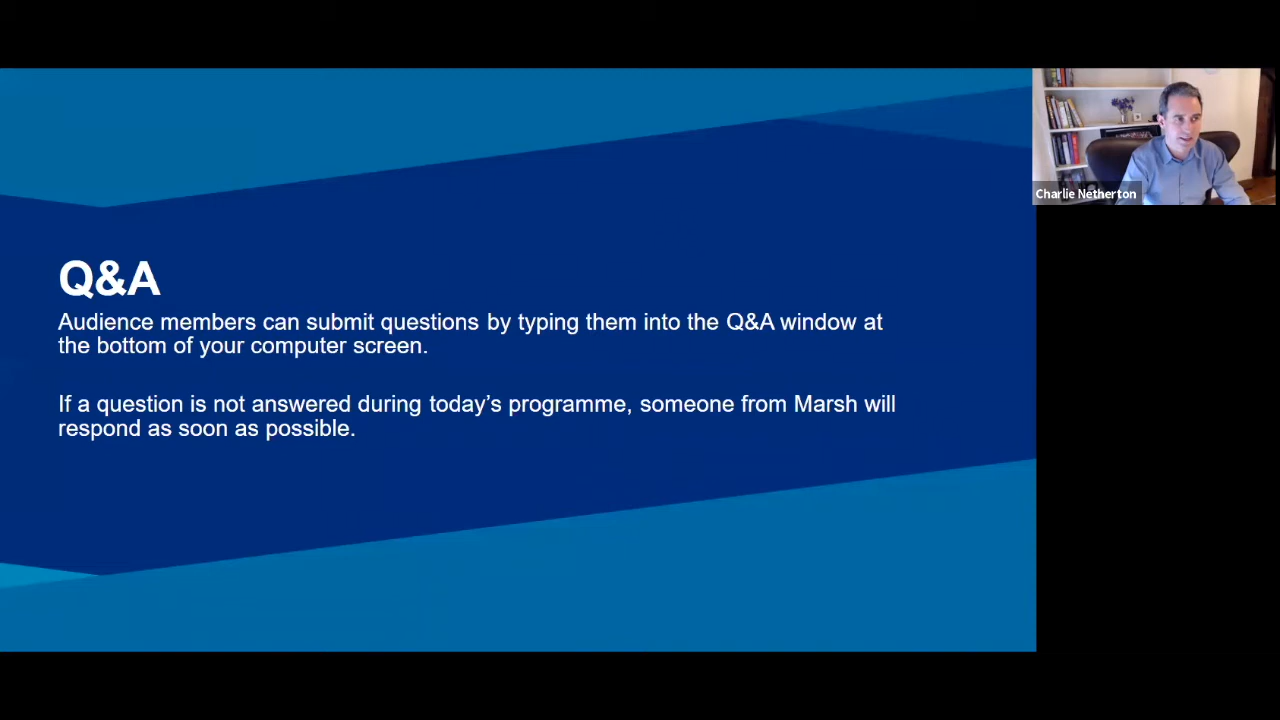 Q&A
Audience members can submit questions by typing them into the Q&A window at
the bottom of your computer screen.
If a question is not answered during today’s programme, someone from Marsh will
respond as soon as possible.
Charlie Netherton